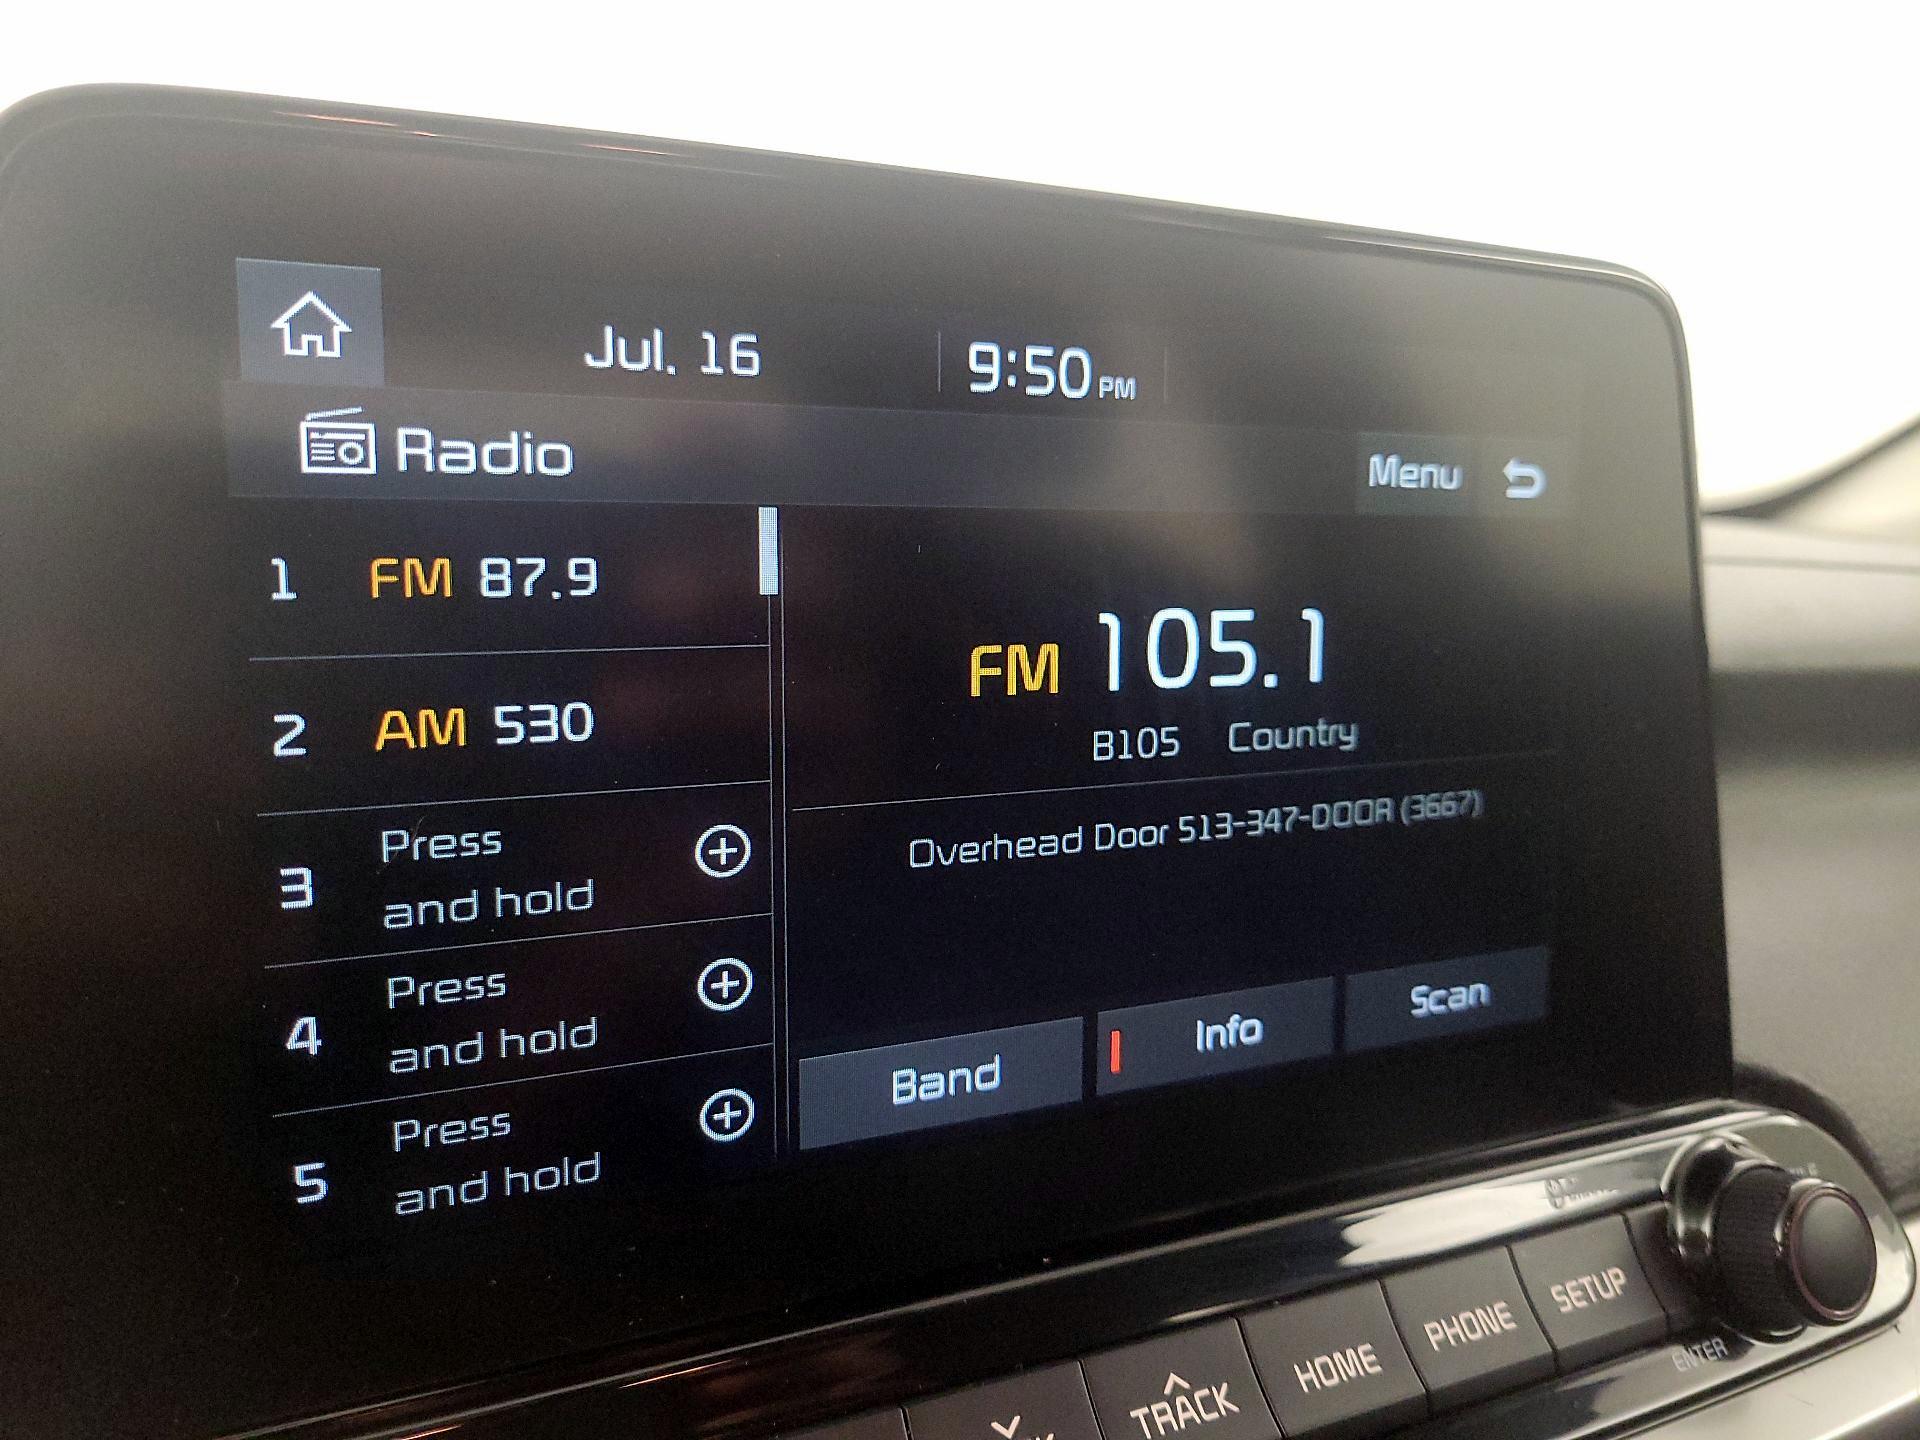 Jul. 16
9:50 PM
Radio
Menu
1 FM 87.9
2 AM 530
3 Press
and hold
4 Press
and hold
5 Press
and hold
FM 105.1
B105 Country
Overhead Door 513-347-DOOR (3667)
Band
Info
Scan
TRACK
HOME
PHONE
SETUP
ENTER